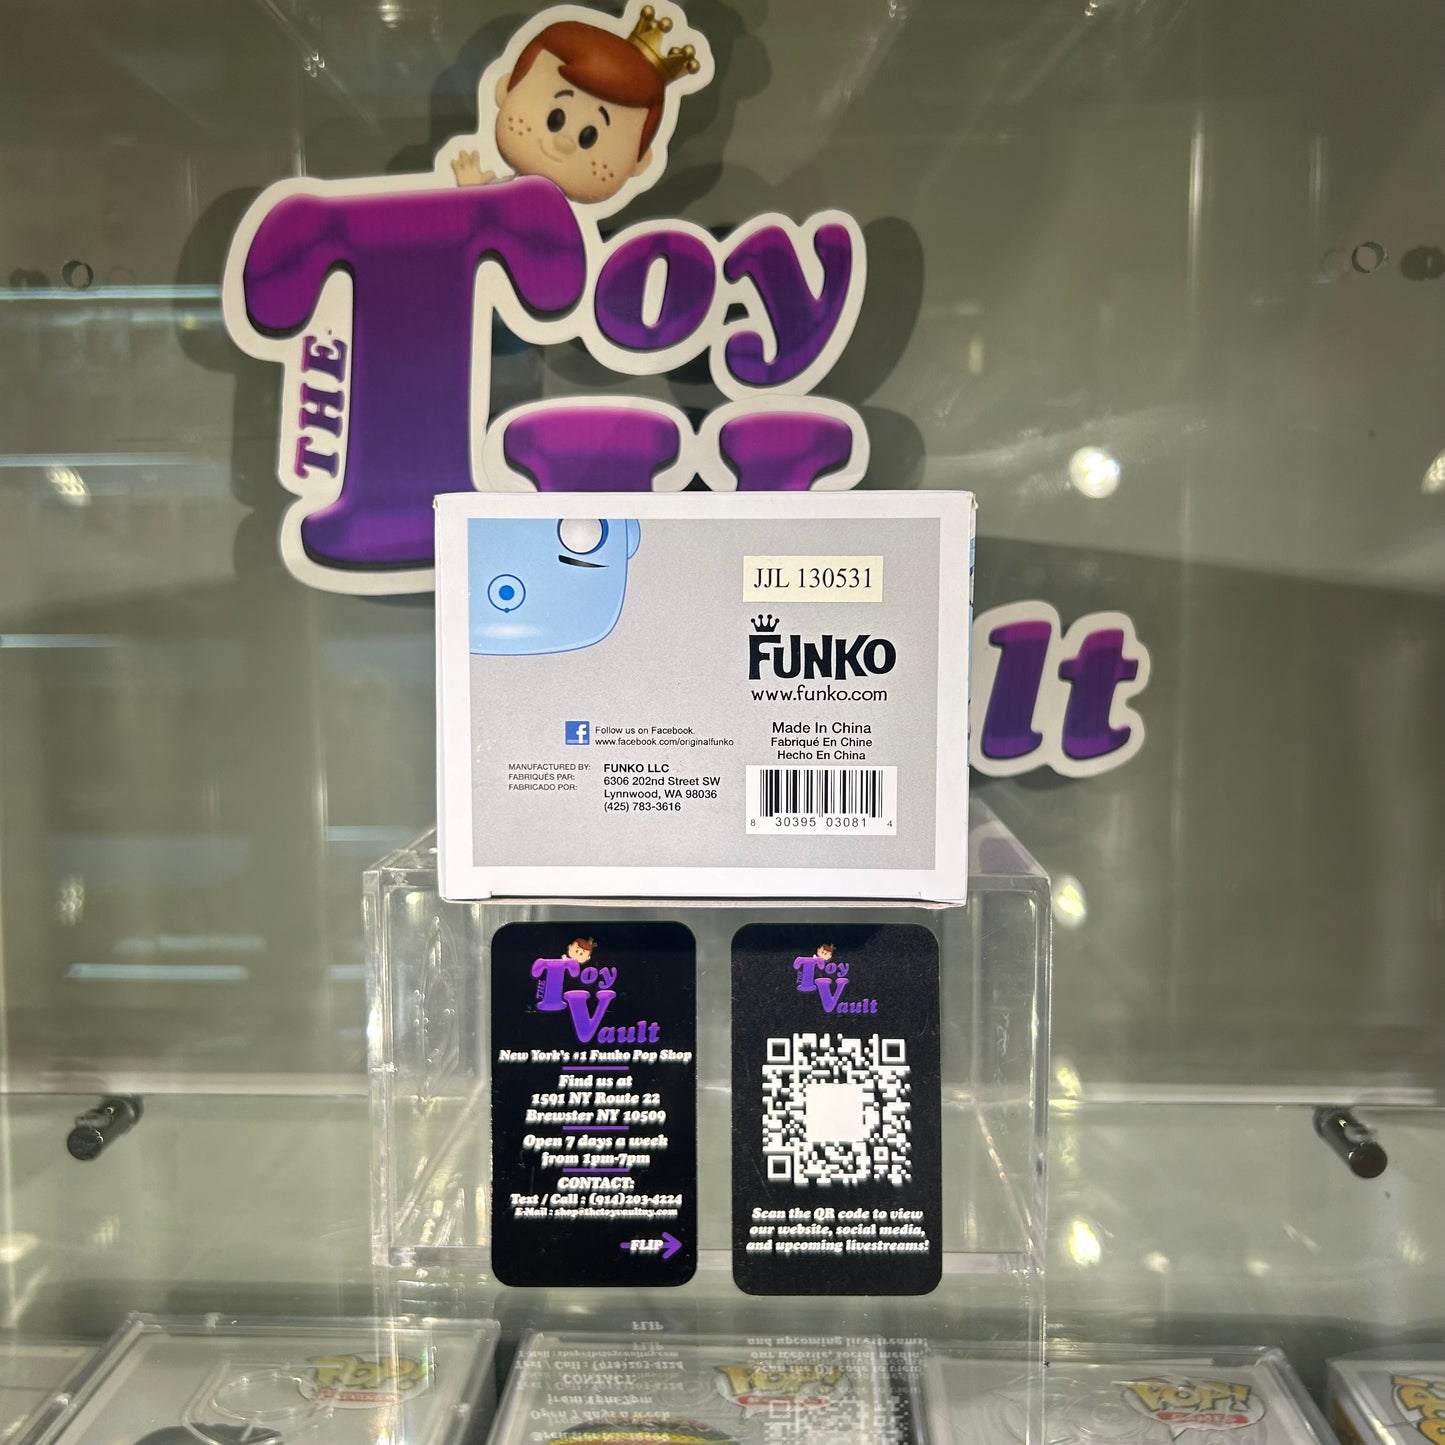 THE Toy
lt
JJL 130531
FUNKO
www.funko.com
Follow us on Facebook.
www.facebook.com/originalfunko
Made In China
Fabriqué En Chine
Hecho En China
MANUFACTURED BY:
FABRIQUÉS PAR:
FABRICADO POR:
FUNKO LLC
6306 202nd Street SW
Lynnwood, WA 98036
(425) 783-3616
8 30395 03081 4
THE Toy
Vault
New York's #1 Funko Pop Shop
Find us at
1591 NY Route 22
Brewster NY 10509
Open 7 days a week
from 1pm-7pm
CONTACT:
Text / Call : (914)203-4224
E-Mail : shop@thetoyvaultny.com
FLIP
THE Toy
Vault
Scan the QR code to view
our website, social media,
and upcoming livestreams!
POP!
POP!
POP!